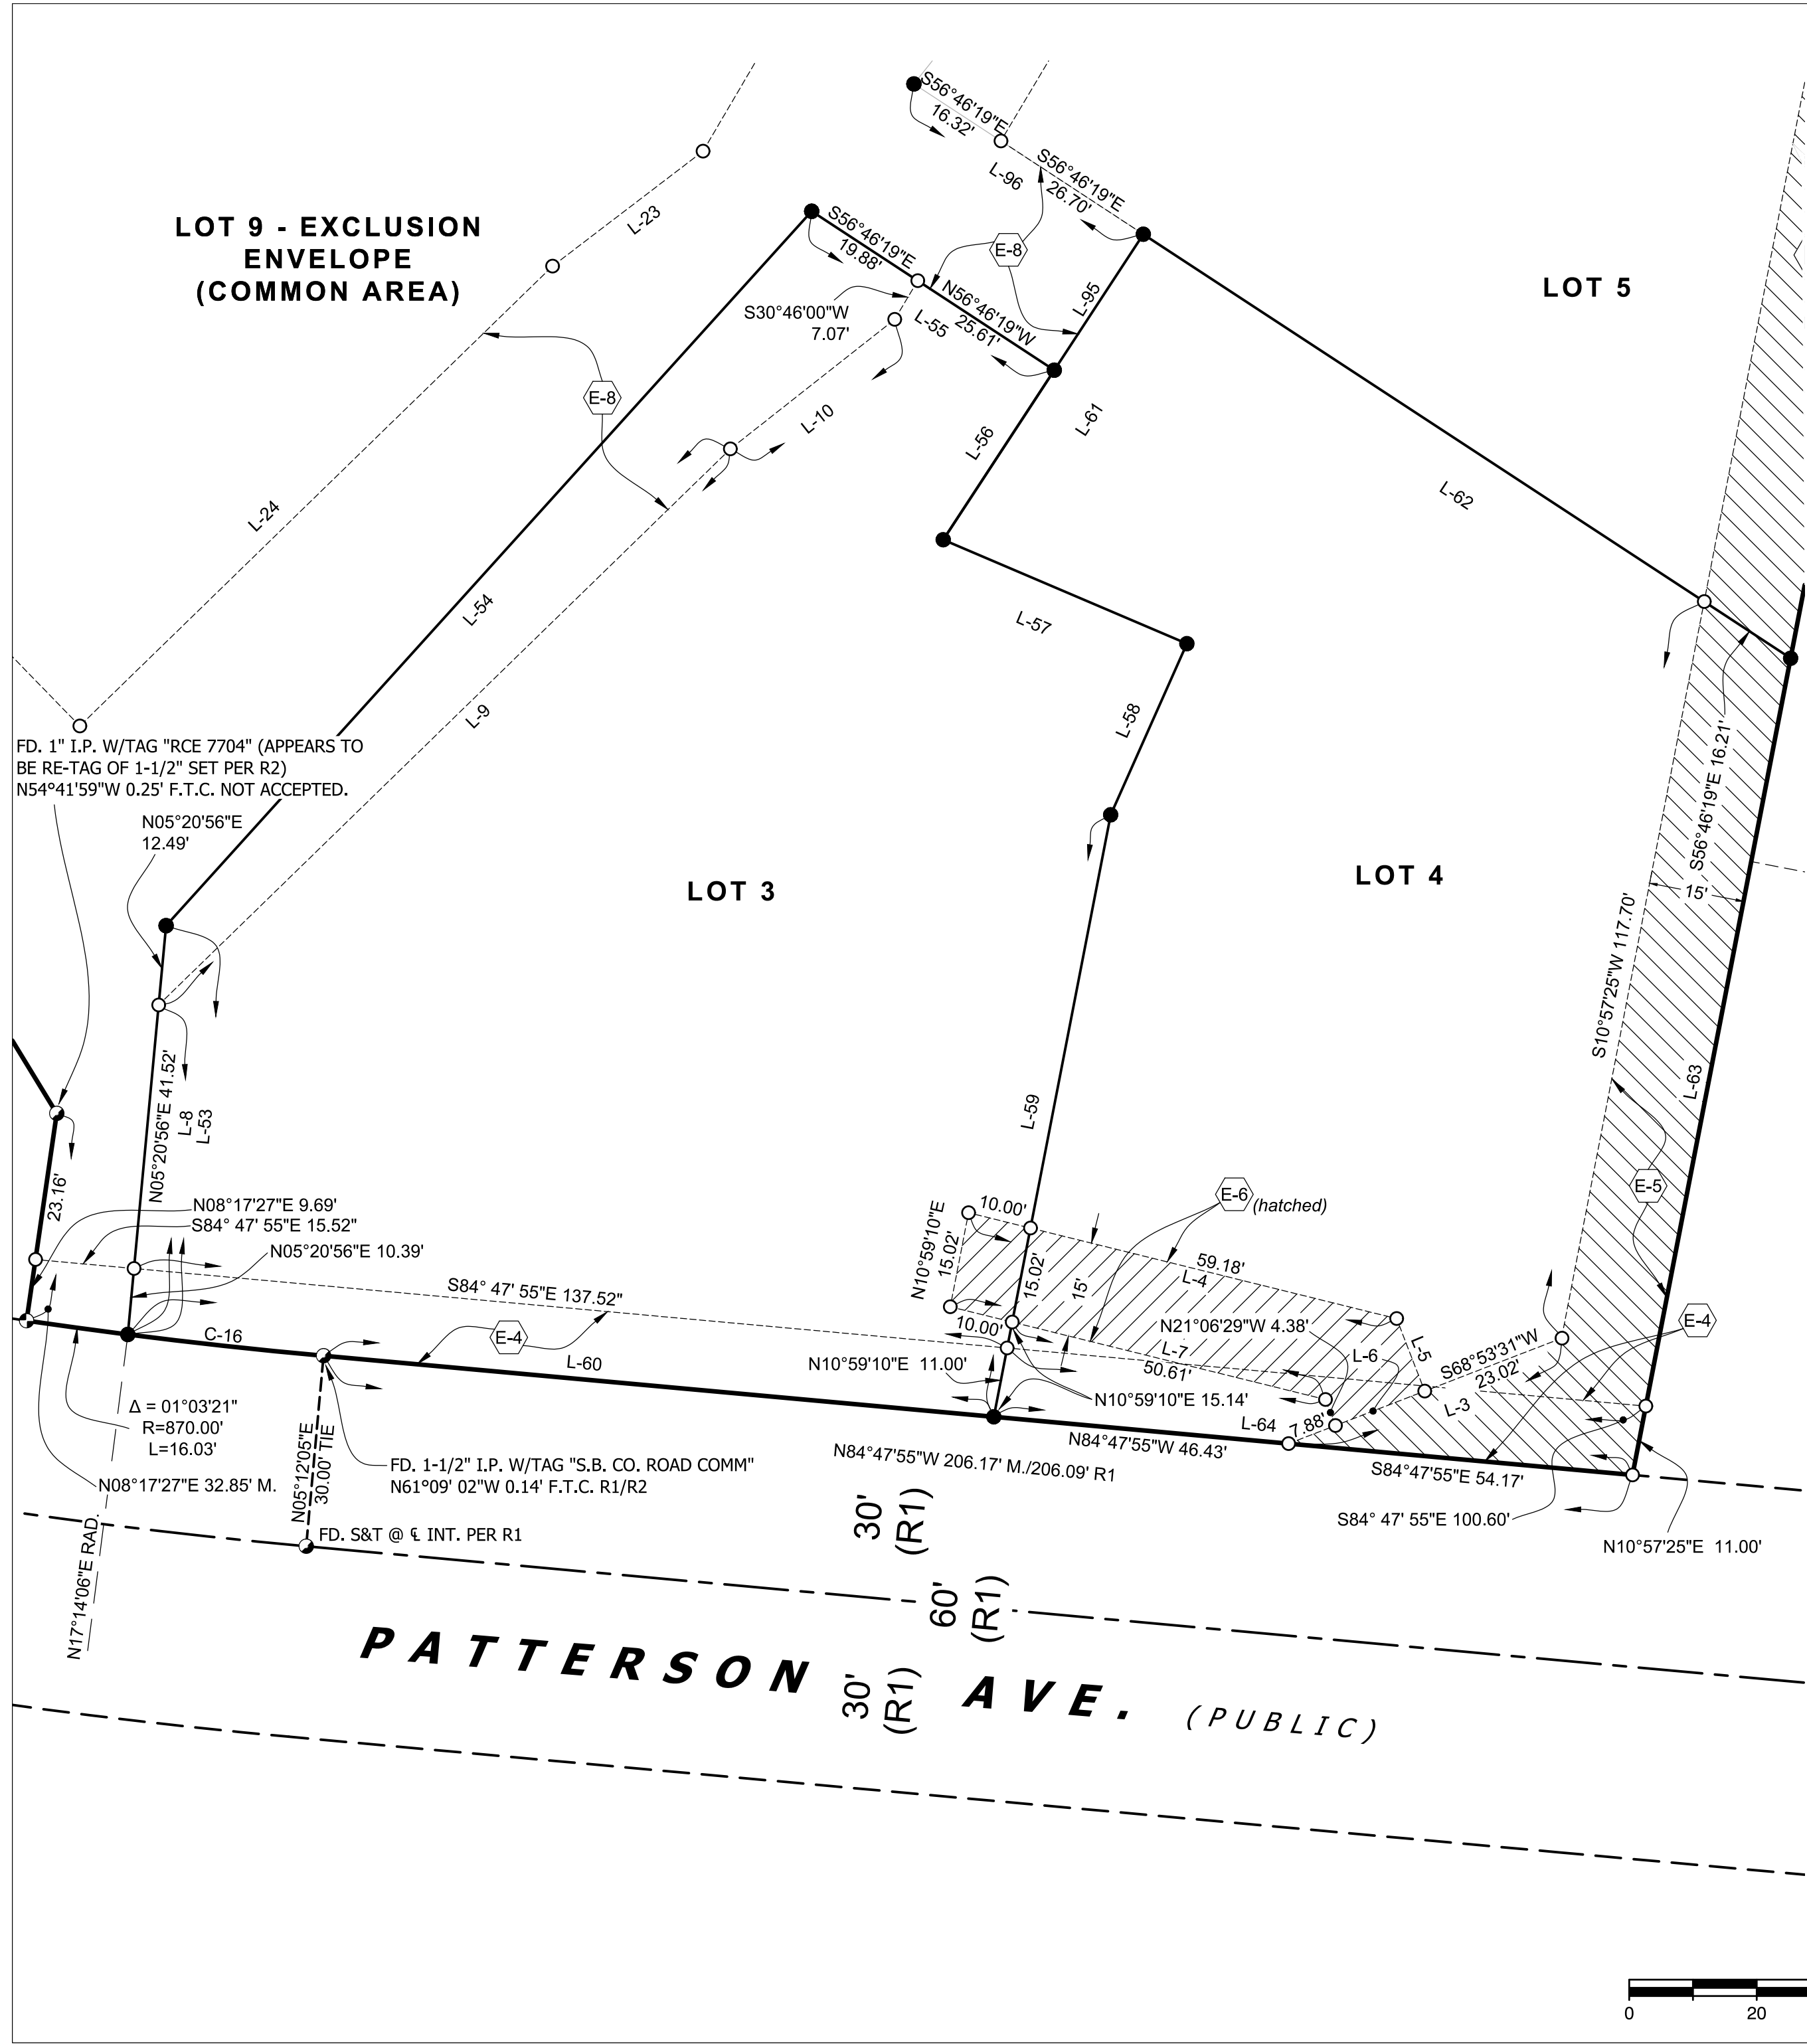 S56°46'19"E
16.32'
S56°46'19"E
26.70'
L-96
LOT 9 - EXCLUSION
ENVELOPE
(COMMON AREA)
L-23
S56°46'19"E
19.88'
E-8
LOT 5
N56°46'19"W
25.61'
L-55
L-95
S30°46'00"W
7.07'
E-8
L-10
L-56
L-61
L-62
L-24
L-54
L-57
L-9
L-58
FD. 1" I.P. W/TAG "RCE 7704" (APPEARS TO
BE RE-TAG OF 1-1/2" SET PER R2)
N54°41'59"W 0.25' F.T.C. NOT ACCEPTED.
N05°20'56"E
12.49'
LOT 3
LOT 4
S56°46'19"E 16.21'
15'
S10°57'25"W 117.70'
L-63
L-59
N05°20'56"E 41.52'
L-8
L-53
23.16'
N08°17'27"E 9.69'
S84° 47' 55"E 15.52"
N05°20'56"E 10.39'
S84° 47' 55"E 137.52"
E-6
(hatched)
E-5
N10°59'10"E
15.02'
10.00'
15.02'
15'
59.18'
L-4
10.00'
N21°06'29"W 4.38'
L-7
50.61'
L-6
L-5
S68°53'31"W
23.02'
L-3
E-4
C-16
E-4
L-60
N10°59'10"E 11.00'
N10°59'10"E 15.14'
L-64
7.88'
N84°47'55"W 46.43'
N84°47'55"W 206.17' M./206.09' R1
S84°47'55"E 54.17'
S84° 47' 55"E 100.60'
N10°57'25"E 11.00'
Δ = 01°03'21"
R=870.00'
L=16.03'
N08°17'27"E 32.85' M.
N05°12'05"E
30.00' TIE
FD. 1-1/2" I.P. W/TAG "S.B. CO. ROAD COMM"
N61°09' 02"W 0.14' F.T.C. R1/R2
FD. S&T @ ℄ INT. PER R1
N17°14'06"E RAD.
30'
(R1)
60'
(R1)
30'
(R1)
PATTERSON AVE. (PUBLIC)
0 20